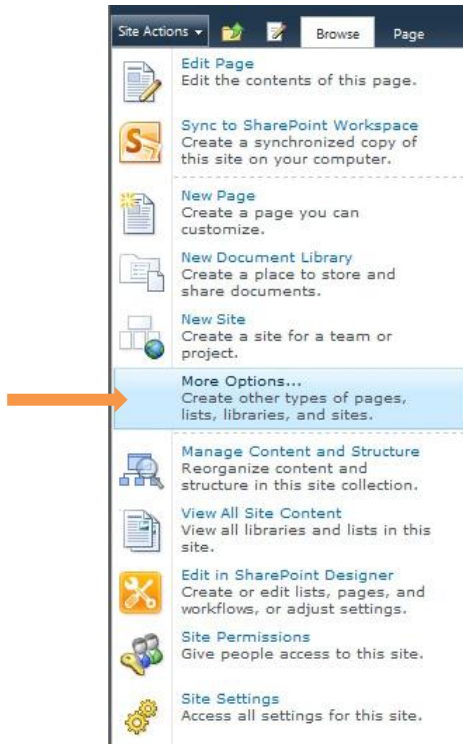 Site Actions Browse Page
Edit Page
Edit the contents of this page.
Sync to SharePoint Workspace
Create a synchronized copy of
this site on your computer.
New Page
Create a page you can
customize.
New Document Library
Create a place to store and
share documents.
New Site
Create a site for a team or
project.
More Options...
Create other types of pages,
lists, libraries, and sites.
Manage Content and Structure
Reorganize content and
structure in this site collection.
View All Site Content
View all libraries and lists in this
site.
Edit in SharePoint Designer
Create or edit lists, pages, and
workflows, or adjust settings.
Site Permissions
Give people access to this site.
Site Settings
Access all settings for this site.